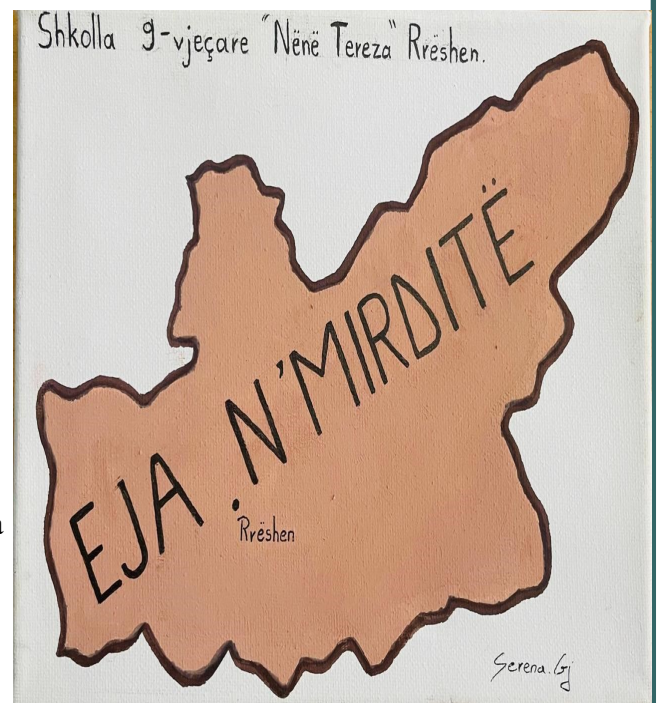 Shkolla 9-vjeçare "Nënë Tereza" Rrëshen.
EJA N'MIRDITË
Rrëshen
Serena.Gj